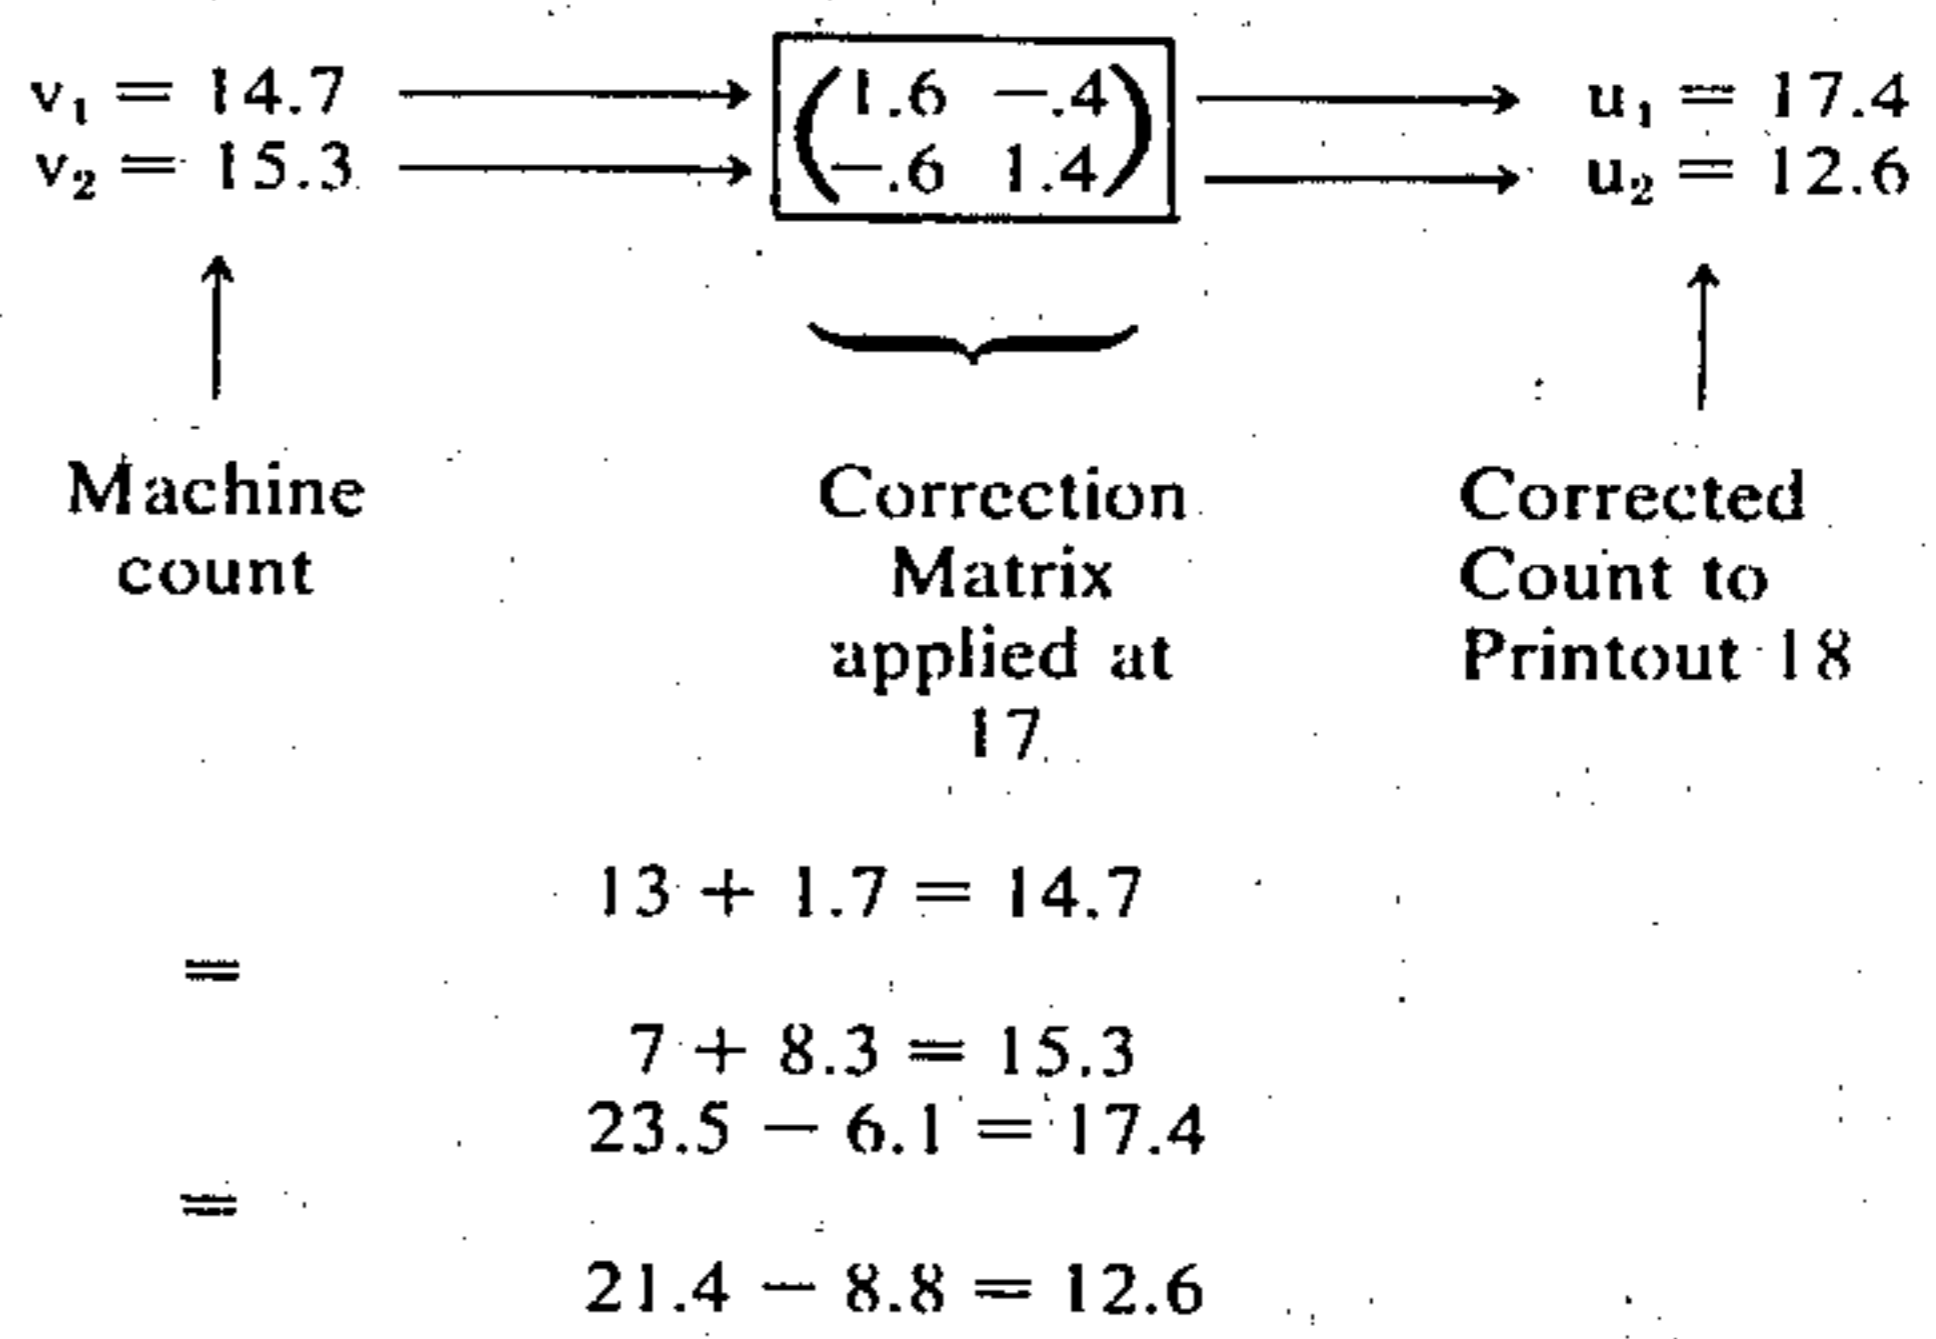 v₁ = 14.7 → (1.6 −.4) → u₁ = 17.4
v₂ = 15.3 → (−.6 1.4) → u₂ = 12.6
Machine
count
Correction
Matrix
applied at
17
Corrected
Count to
Printout 18
13 + 1.7 = 14.7
=
7 + 8.3 = 15.3
23.5 − 6.1 = 17.4
=
21.4 − 8.8 = 12.6